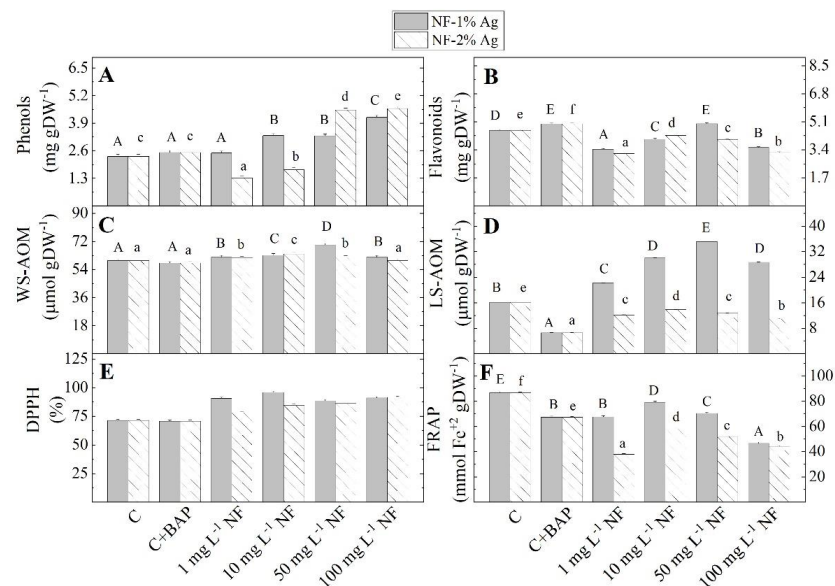 NF-1% Ag
NF-2% Ag
A
Phenols
(mg gDW⁻¹)
6.5
5.2
3.9
2.6
1.3
A c A c A a B b B d C e
B
Flavonoids
(mg gDW⁻¹)
8.5
6.8
5.1
3.4
1.7
D e E f A a C d E c B b
C
WS-AOM
(µmol gDW⁻¹)
90
72
54
36
18
A a A a B b C c D b B a
D
LS-AOM
(µmol gDW⁻¹)
40
32
24
16
8
B e A a C c D d E c D b
E
DPPH
(%)
125
100
75
50
25
F
FRAP
(mmol Fe⁺² gDW⁻¹)
100
80
60
40
20
E f B e B a D d C c A b
C
C+BAP
1 mg L⁻¹ NF
10 mg L⁻¹ NF
50 mg L⁻¹ NF
100 mg L⁻¹ NF
C
C+BAP
1 mg L⁻¹ NF
10 mg L⁻¹ NF
50 mg L⁻¹ NF
100 mg L⁻¹ NF